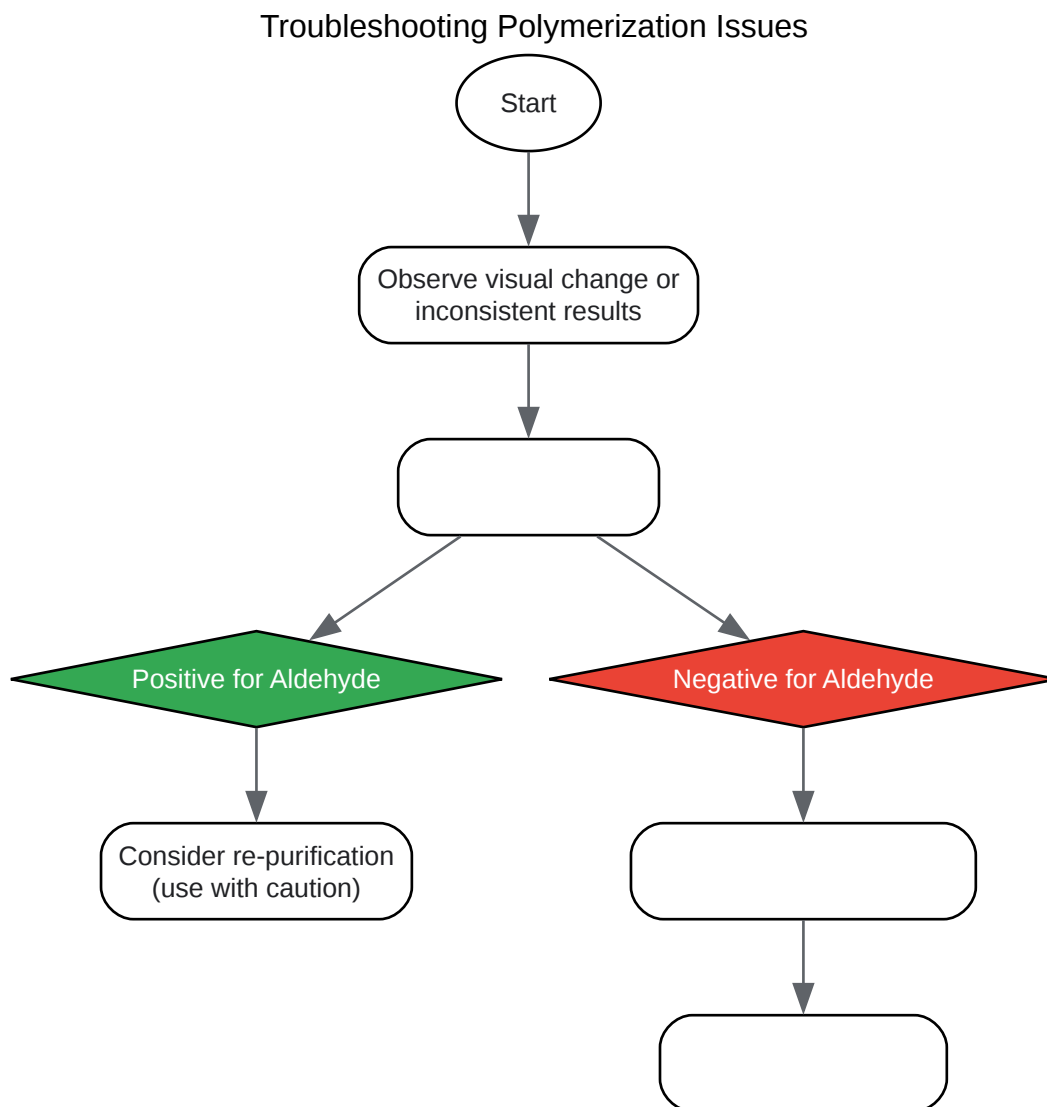 Troubleshooting Polymerization Issues
Start
Observe visual change or
inconsistent results
Positive for Aldehyde
Negative for Aldehyde
Consider re-purification
(use with caution)